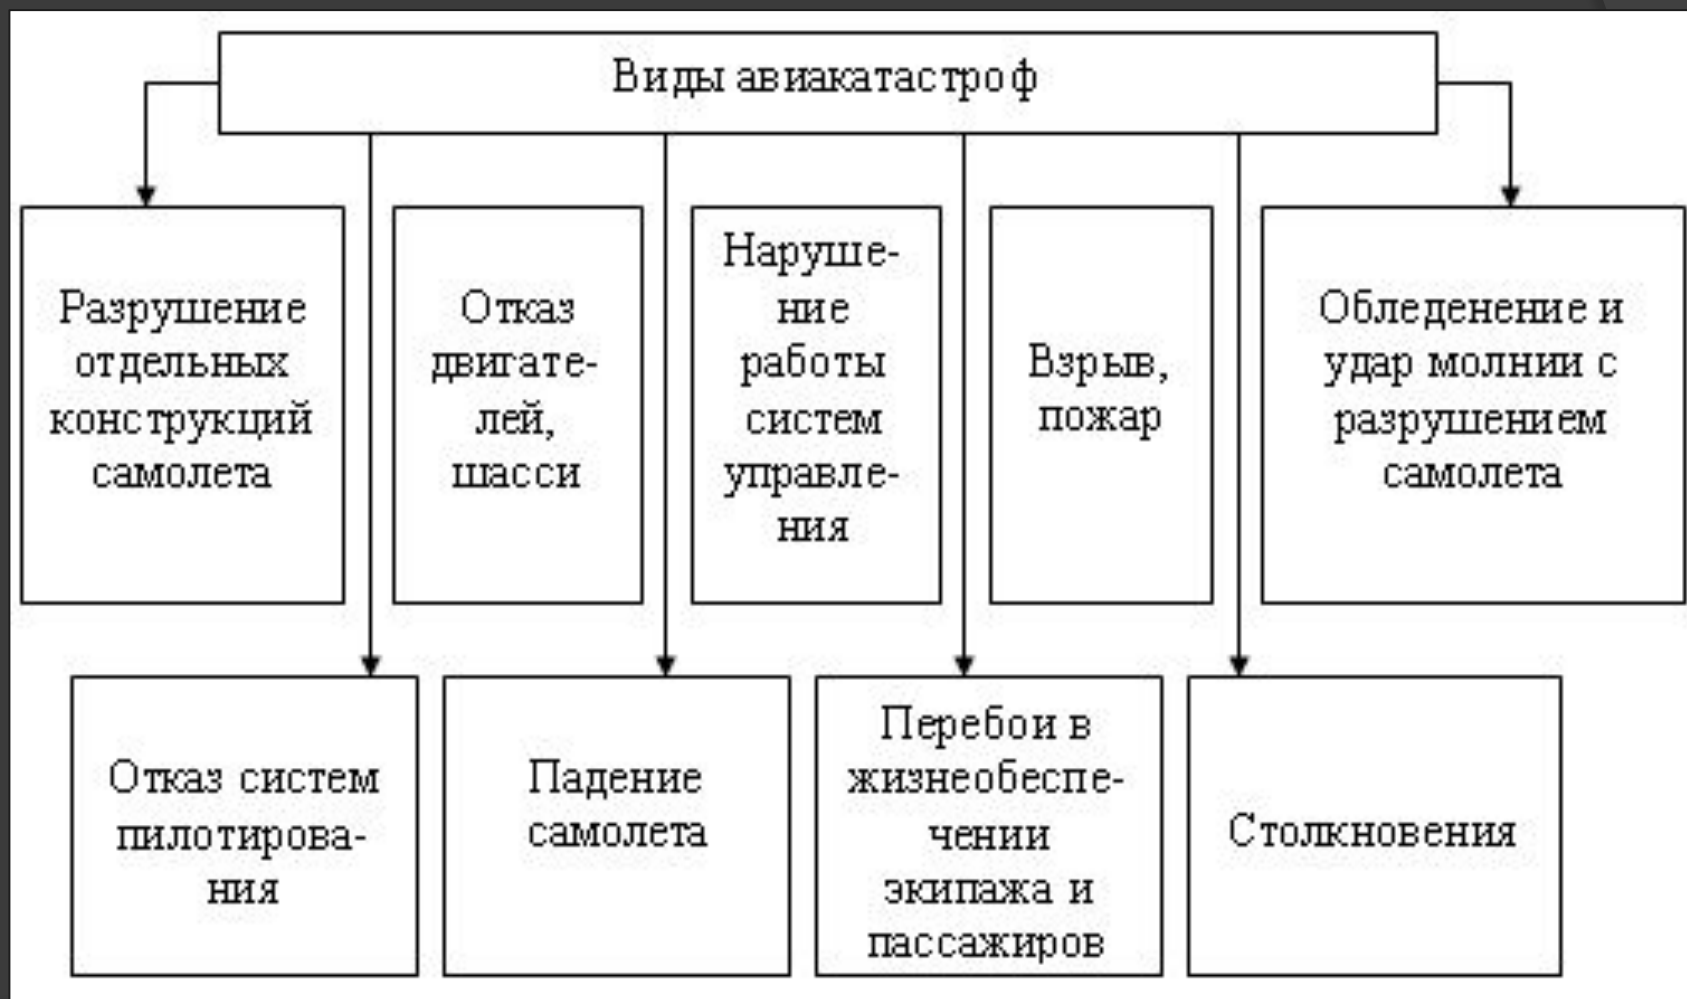 Виды авиакатастроф
Разрушение
отдельных
конструкций
самолета
Отказ
двигате-
лей,
шасси
Наруше-
ние
работы
систем
управле-
ния
Взрыв,
пожар
Обледенение и
удар молнии с
разрушением
самолета
Отказ систем
пилотирова-
ния
Падение
самолета
Перебои в
жизнеобеспе-
чении
экипажа и
пассажиров
Столкновения